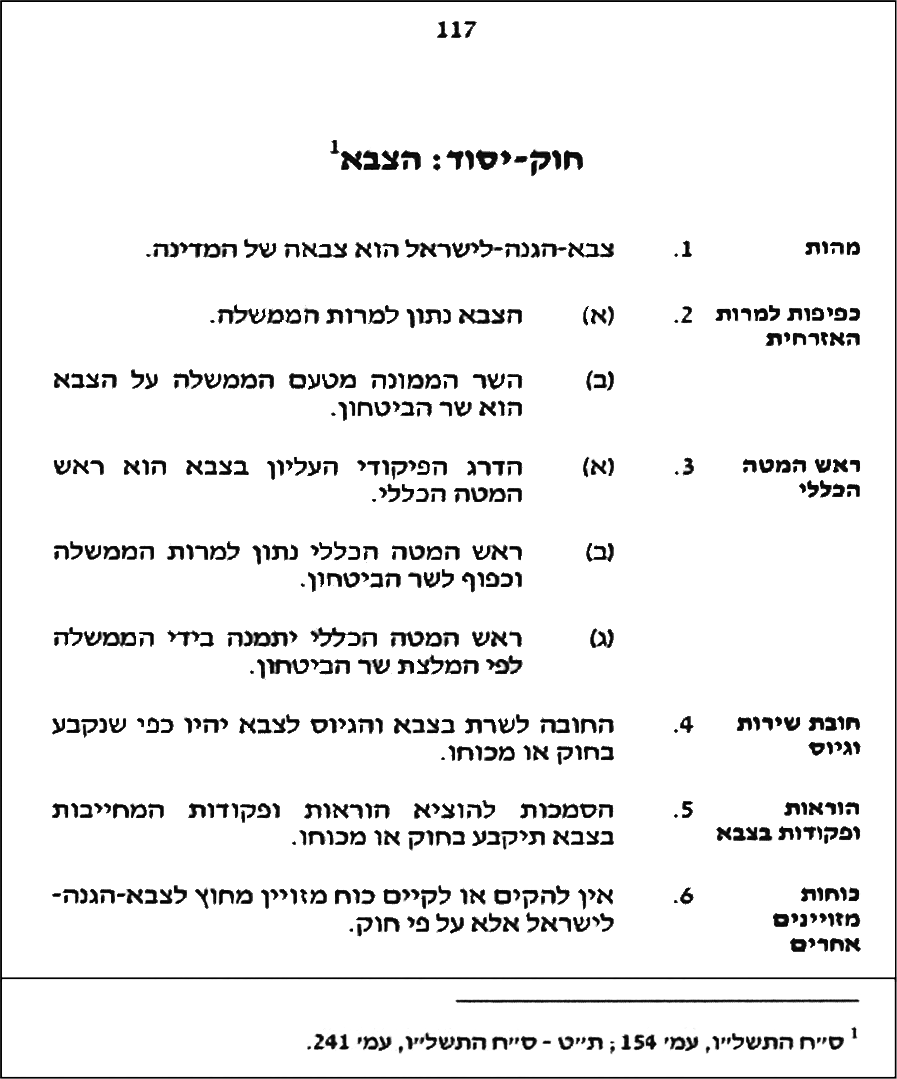 117
חוק-יסוד: הצבא¹
מהות 1. צבא-הגנה-לישראל הוא צבאה של המדינה.
כפיפות למרות 2. (א) הצבא נתון למרות הממשלה.
האזרחית
(ב) השר הממונה מטעם הממשלה על הצבא
הוא שר הביטחון.
ראש המטה 3. (א) הדרג הפיקודי העליון בצבא הוא ראש
הכללי המטה הכללי.
(ב) ראש המטה הכללי נתון למרות הממשלה
וכפוף לשר הביטחון.
(ג) ראש המטה הכללי יתמנה בידי הממשלה
לפי המלצת שר הביטחון.
חובת שירות 4. החובה לשרת בצבא והגיוס לצבא יהיו כפי שנקבע
וגיוס בחוק או מכוחו.
הוראות 5. הסמכות להוציא הוראות ופקודות המחייבות
ופקודות בצבא בצבא תיקבע בחוק או מכוחו.
כוחות 6. אין להקים או לקיים כוח מזויין מחוץ לצבא-הגנה-
מזויינים לישראל אלא על פי חוק.
אחרים
¹ ס״ח התשל״ו, עמ׳ 154; ת״ט - ס״ח התשל״ו, עמ׳ 241.